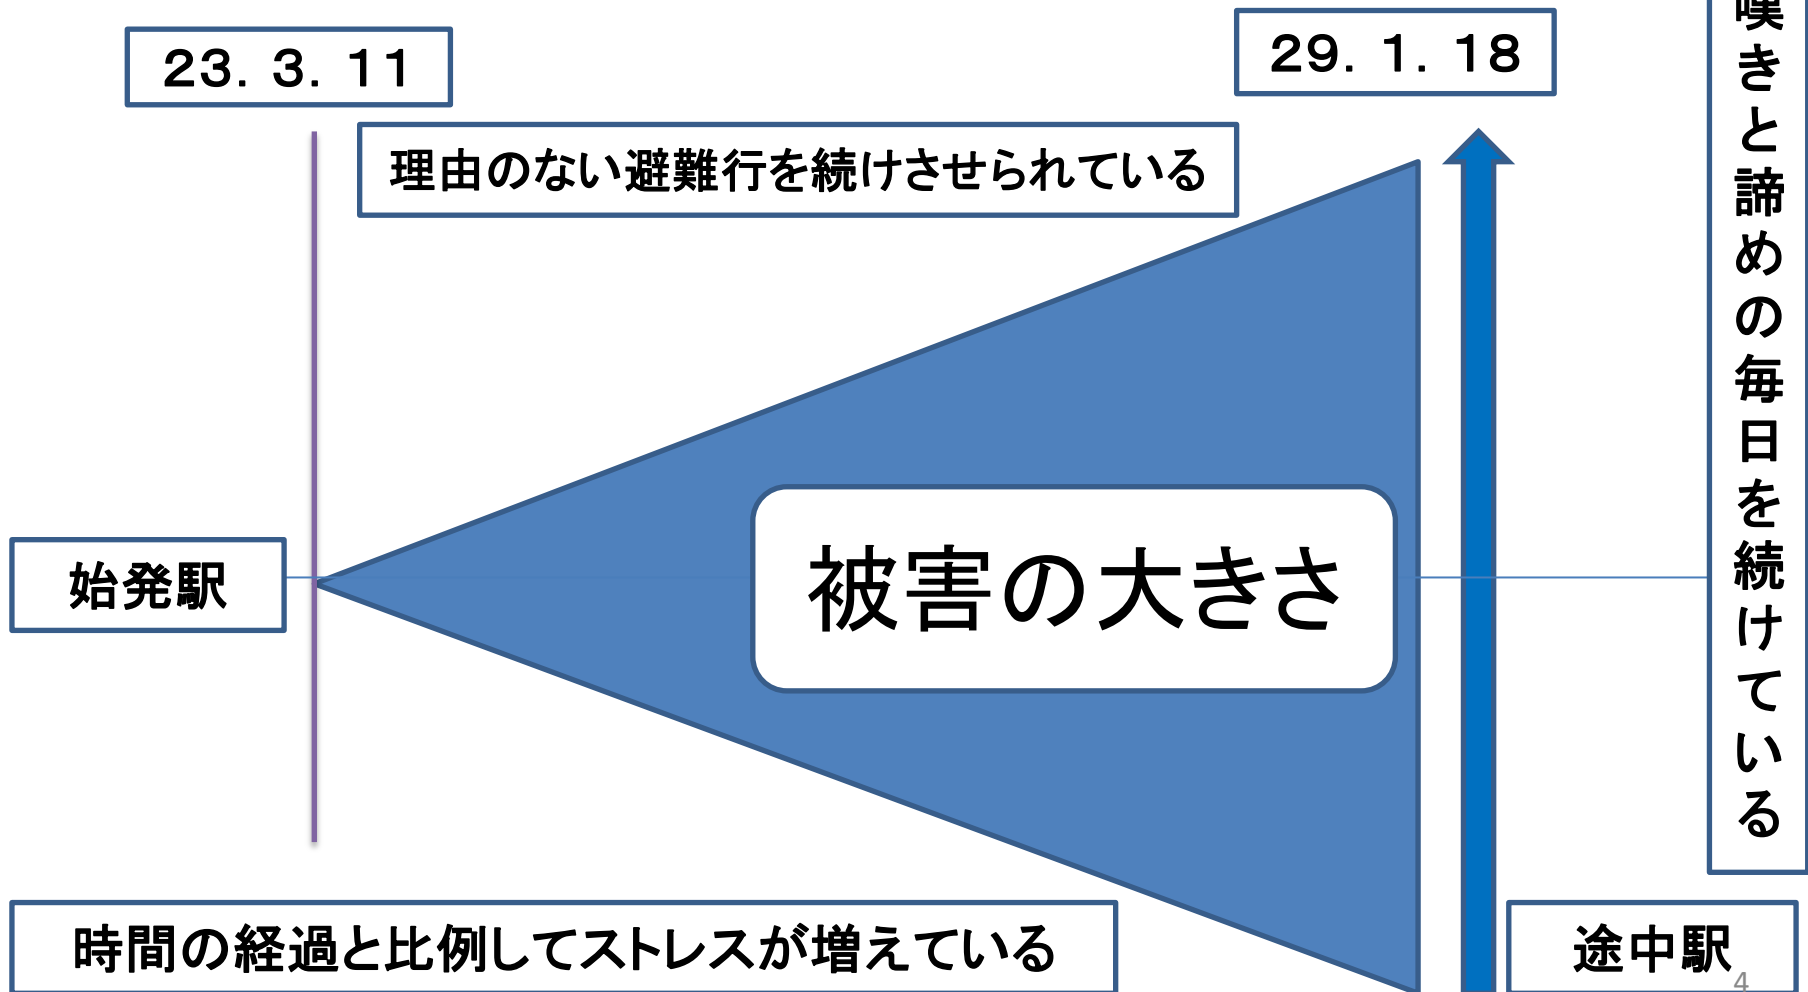 ２３．３．１１
２９．１．１８
理由のない避難行を続けさせられている
嘆きと諦めの毎日を続けている
被害の大きさ
始発駅
時間の経過と比例してストレスが増えている
途中駅
4